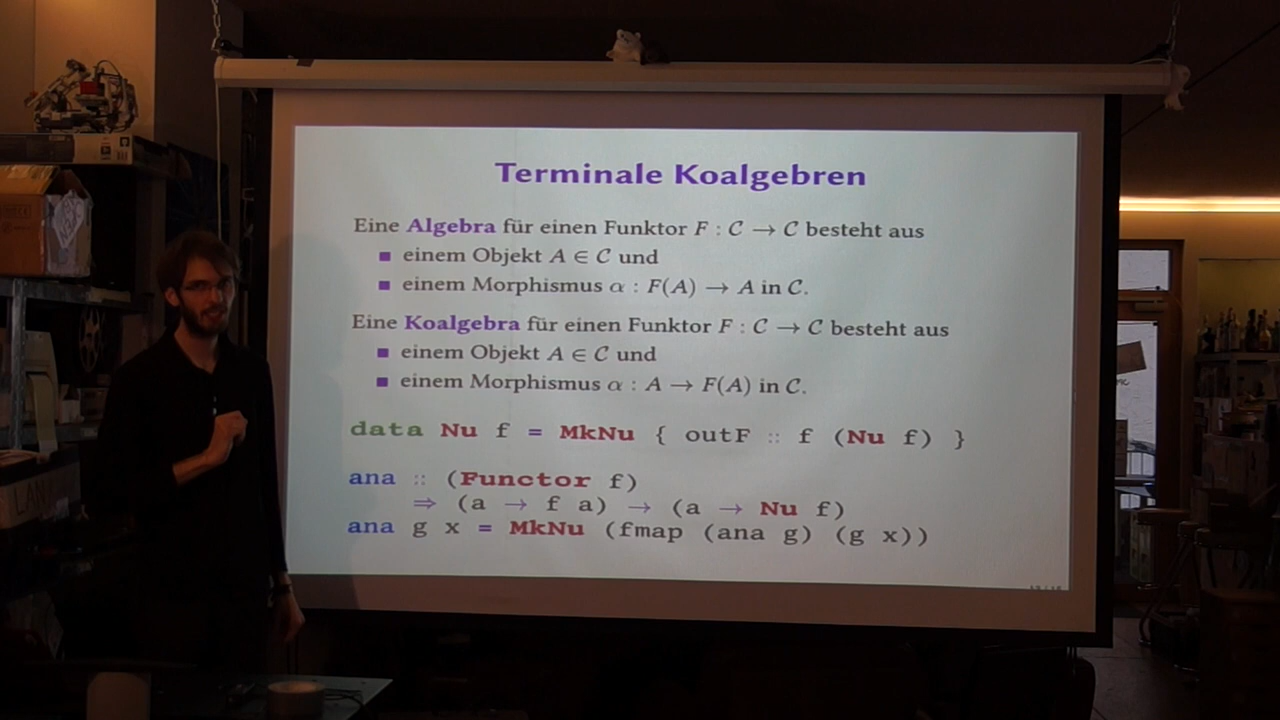 Terminale Koalgebren
Eine Algebra für einen Funktor F : C → C besteht aus
■ einem Objekt A ∈ C und
■ einem Morphismus α : F(A) → A in C.
Eine Koalgebra für einen Funktor F : C → C besteht aus
■ einem Objekt A ∈ C und
■ einem Morphismus α : A → F(A) in C.
data Nu f = MkNu { outF :: f (Nu f) }
ana :: (Functor f)
⇒ (a → f a) → (a → Nu f)
ana g x = MkNu (fmap (ana g) (g x))